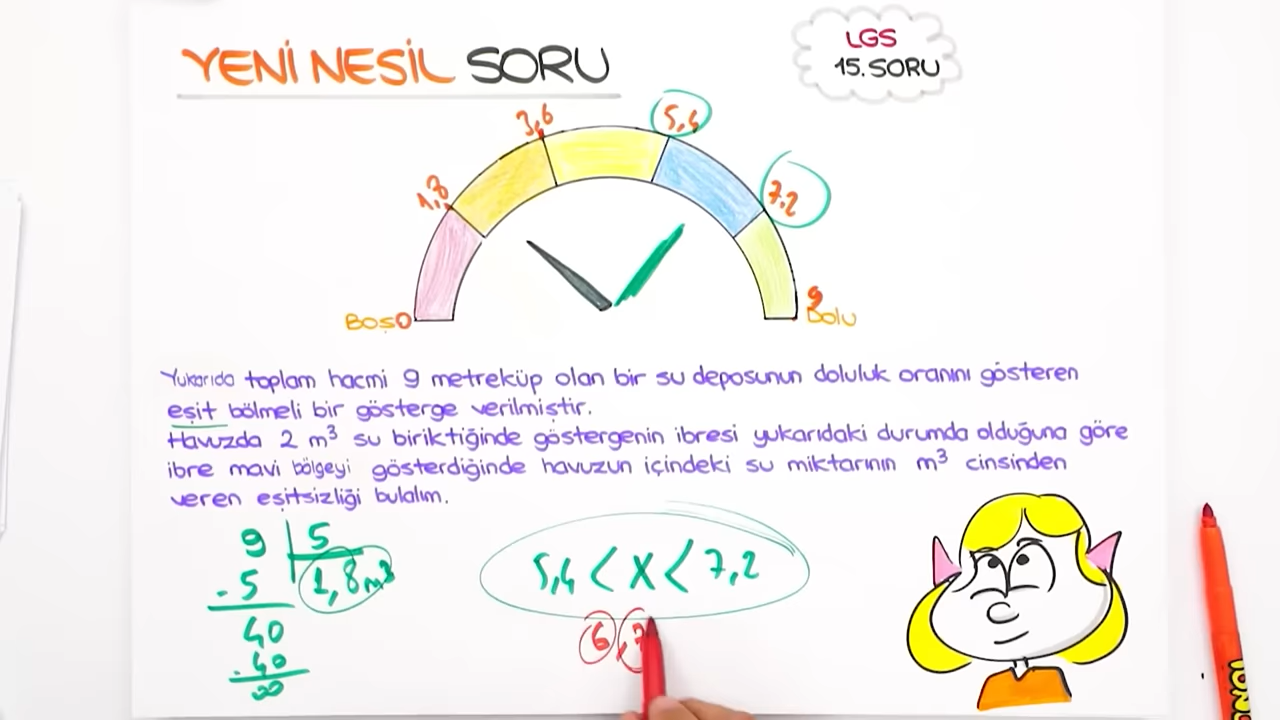 YENİ NESİL SORU
LGS
15. SORU
3,6
5,4
1,8
7,2
BOŞ 0
9
DOLU
Yukarıda toplam hacmi 9 metreküp olan bir su deposunun doluluk oranını gösteren
eşit bölmeli bir gösterge verilmiştir.
Havuzda 2 m³ su biriktiğinde göstergenin ibresi yukarıdaki durumda olduğuna göre
ibre mavi bölgeyi gösterdiğinde havuzun içindeki su miktarının m³ cinsinden
veren eşitsizliği bulalım.
9 | 5
- 5 1,8 m³
40
- 40
00
5,4 < x < 7,2
6, 7